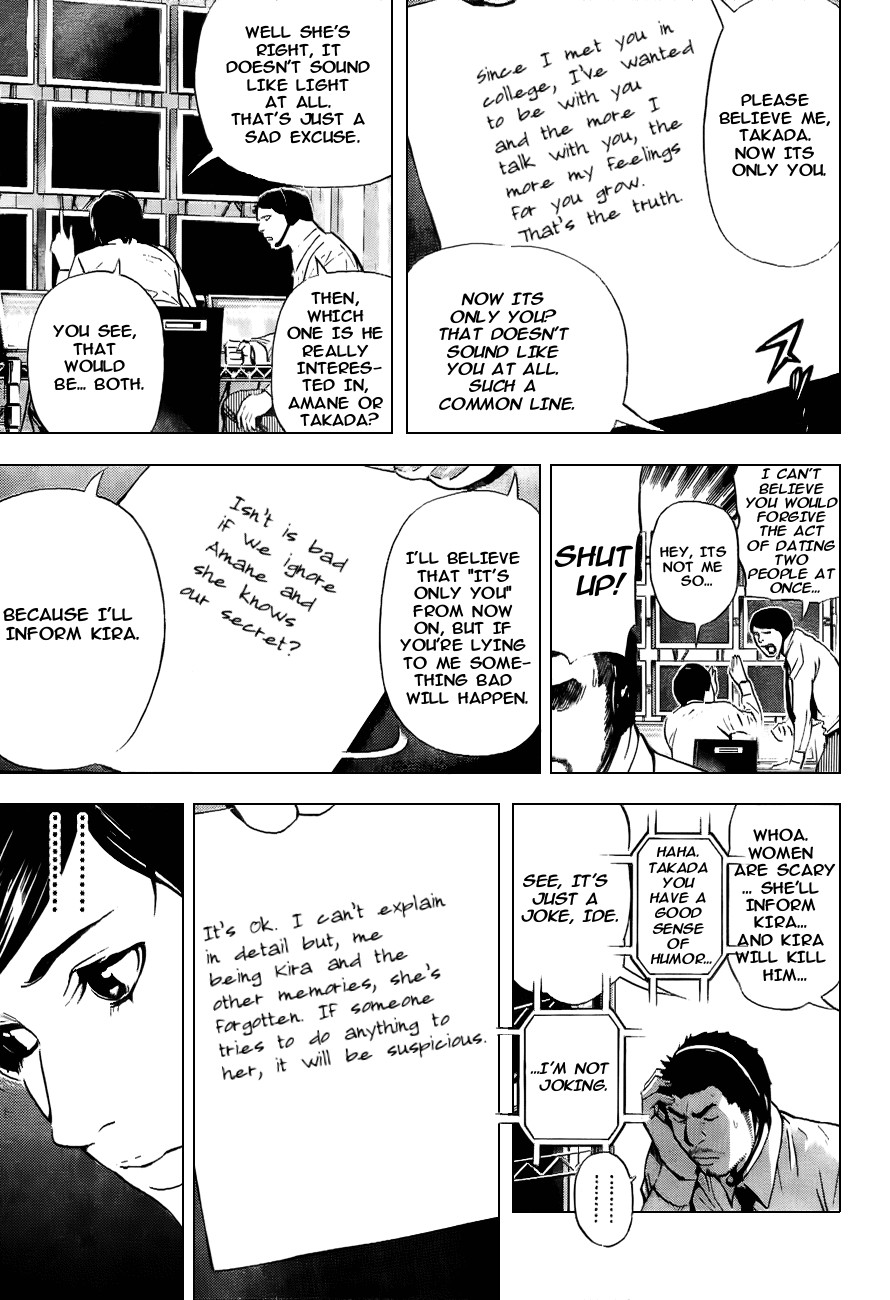 PLEASE
BELIEVE ME,
TAKADA.
NOW ITS
ONLY YOU.
since I met you in
college, I've wanted
to be with you
and the more I
talk with you, the
more my feelings
for you grow.
That's the truth.
NOW ITS
ONLY YOU?
THAT DOESN'T
SOUND LIKE
YOU AT ALL.
SUCH A
COMMON LINE.
WELL SHE'S
RIGHT, IT
DOESN'T SOUND
LIKE LIGHT
AT ALL.
THAT'S JUST A
SAD EXCUSE.
THEN,
WHICH
ONE IS HE
REALLY
INTERES-
TED IN,
AMANE OR
TAKADA?
YOU SEE,
THAT
WOULD
BE... BOTH.
I CAN'T
BELIEVE
YOU WOULD
FORGIVE
THE ACT
OF DATING
TWO
PEOPLE AT
ONCE...
HEY, ITS
NOT ME
SO...
SHUT
UP!
I'LL BELIEVE
THAT "IT'S
ONLY YOU"
FROM NOW
ON, BUT IF
YOU'RE LYING
TO ME SOME-
THING BAD
WILL HAPPEN.
Isn't is bad
if we ignore
Amane and
she knows
our secret?
BECAUSE I'LL
INFORM KIRA.
WHOA.
WOMEN
ARE SCARY
... SHE'LL
INFORM
KIRA...
AND KIRA
WILL KILL
HIM...
HAHA.
TAKADA
YOU
HAVE A
GOOD
SENSE
OF
HUMOR...
SEE, IT'S
JUST A
JOKE, IDE.
...I'M NOT
JOKING.
......
It's ok. I can't explain
in detail but, me
being Kira and the
other memories, she's
forgotten. If someone
tries to do anything to
her, it will be suspicious.